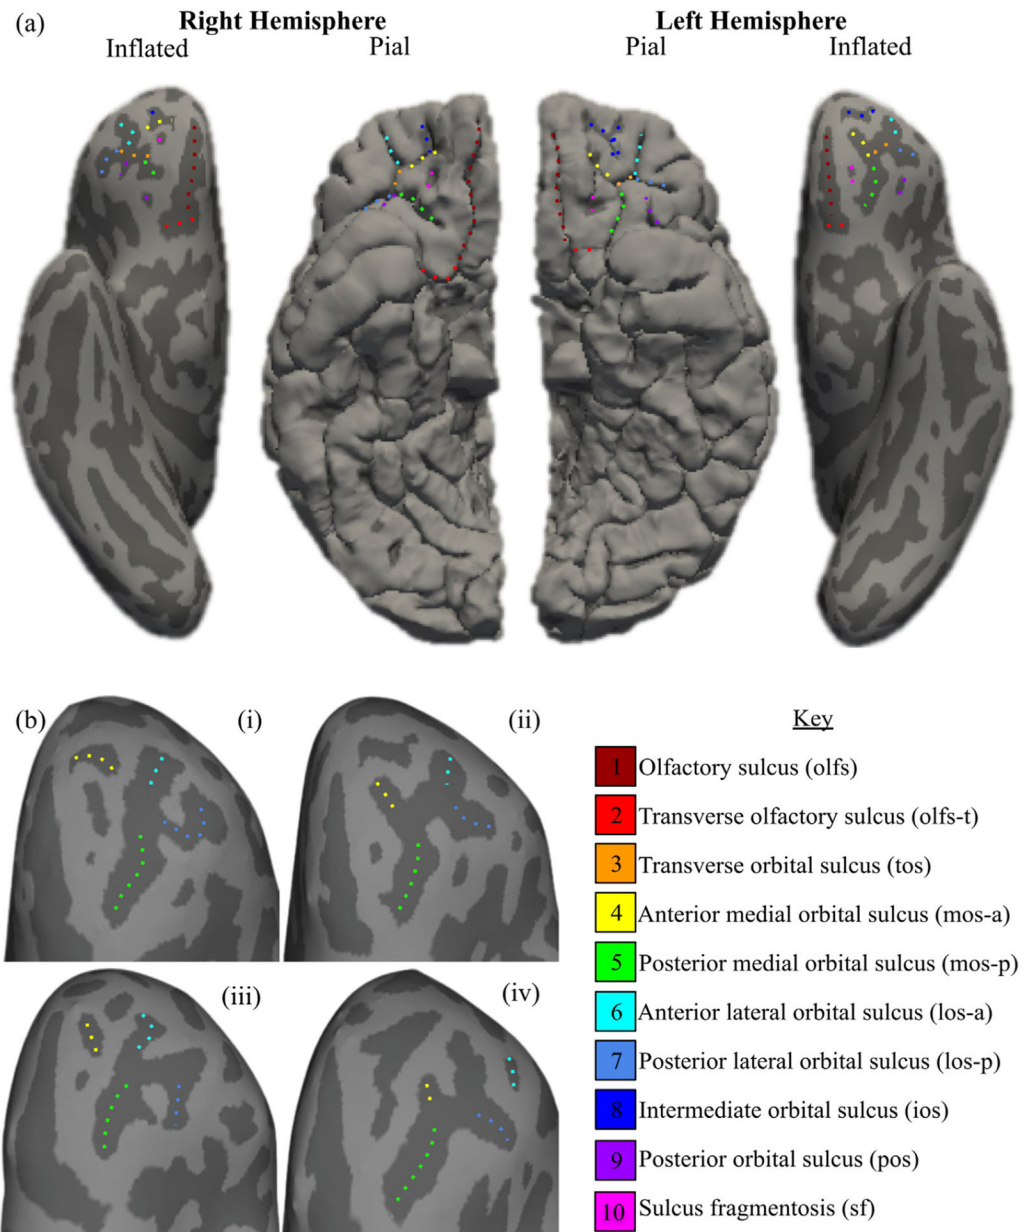 (a)
Right Hemisphere
Left Hemisphere
Inflated
Pial
Pial
Inflated
(b)
(i)
(ii)
(iii)
(iv)
Key
1 Olfactory sulcus (olfs)
2 Transverse olfactory sulcus (olfs-t)
3 Transverse orbital sulcus (tos)
4 Anterior medial orbital sulcus (mos-a)
5 Posterior medial orbital sulcus (mos-p)
6 Anterior lateral orbital sulcus (los-a)
7 Posterior lateral orbital sulcus (los-p)
8 Intermediate orbital sulcus (ios)
9 Posterior orbital sulcus (pos)
10 Sulcus fragmentosis (sf)